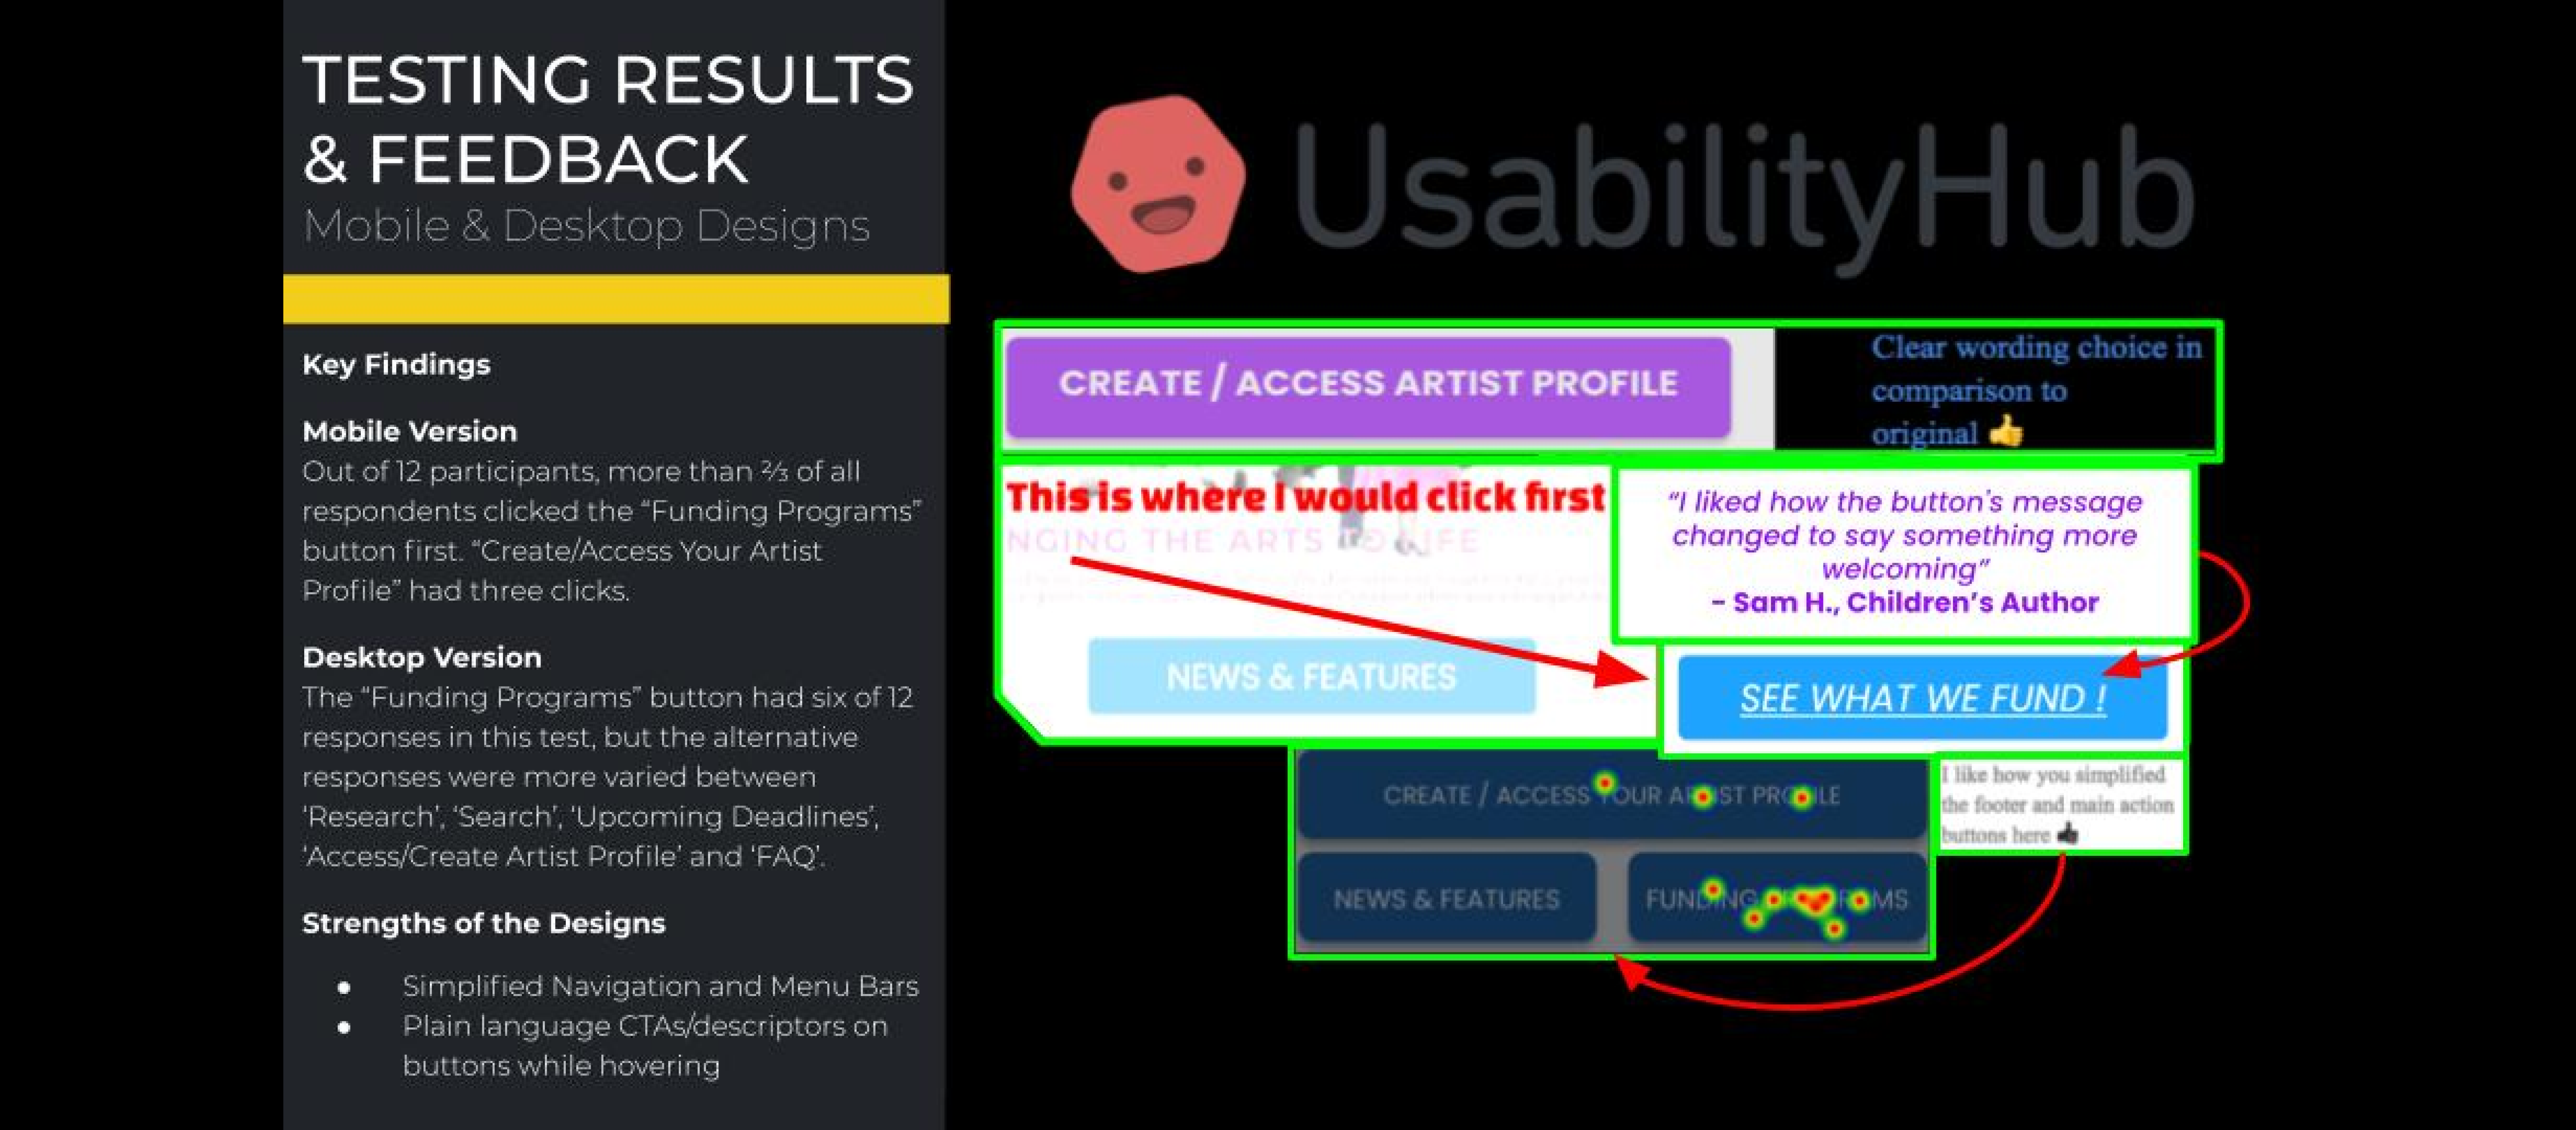 TESTING RESULTS
& FEEDBACK
Mobile & Desktop Designs
Key Findings
Mobile Version
Out of 12 participants, more than ⅔ of all
respondents clicked the “Funding Programs”
button first. “Create/Access Your Artist
Profile” had three clicks.
Desktop Version
The “Funding Programs” button had six of 12
responses in this test, but the alternative
responses were more varied between
‘Research’, ‘Search’, ‘Upcoming Deadlines’,
‘Access/Create Artist Profile’ and ‘FAQ’.
Strengths of the Designs
● Simplified Navigation and Menu Bars
● Plain language CTAs/descriptors on
buttons while hovering
UsabilityHub
CREATE / ACCESS ARTIST PROFILE
Clear wording choice in
comparison to
original 👍
This is where I would click first
NGING THE ARTS TO LIFE
“I liked how the button's message
changed to say something more
welcoming”
- Sam H., Children’s Author
NEWS & FEATURES
SEE WHAT WE FUND !
CREATE / ACCESS YOUR ARTIST PROFILE
I like how you simplified
the footer and main action
buttons here 👍
NEWS & FEATURES
FUNDING PROGRAMS